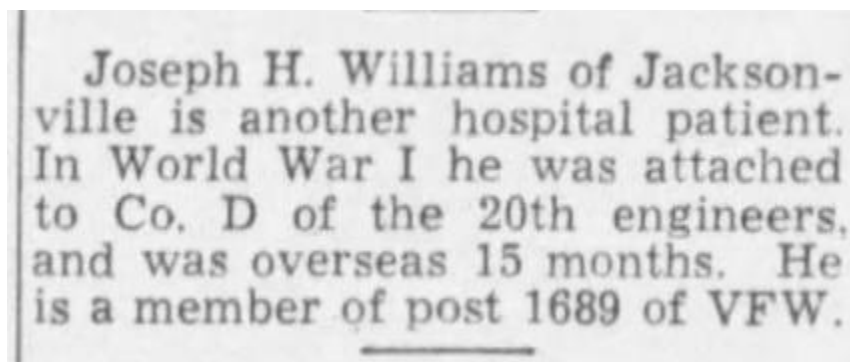 Joseph H. Williams of Jackson-
ville is another hospital patient.
In World War I he was attached
to Co. D of the 20th engineers,
and was overseas 15 months. He
is a member of post 1689 of VFW.